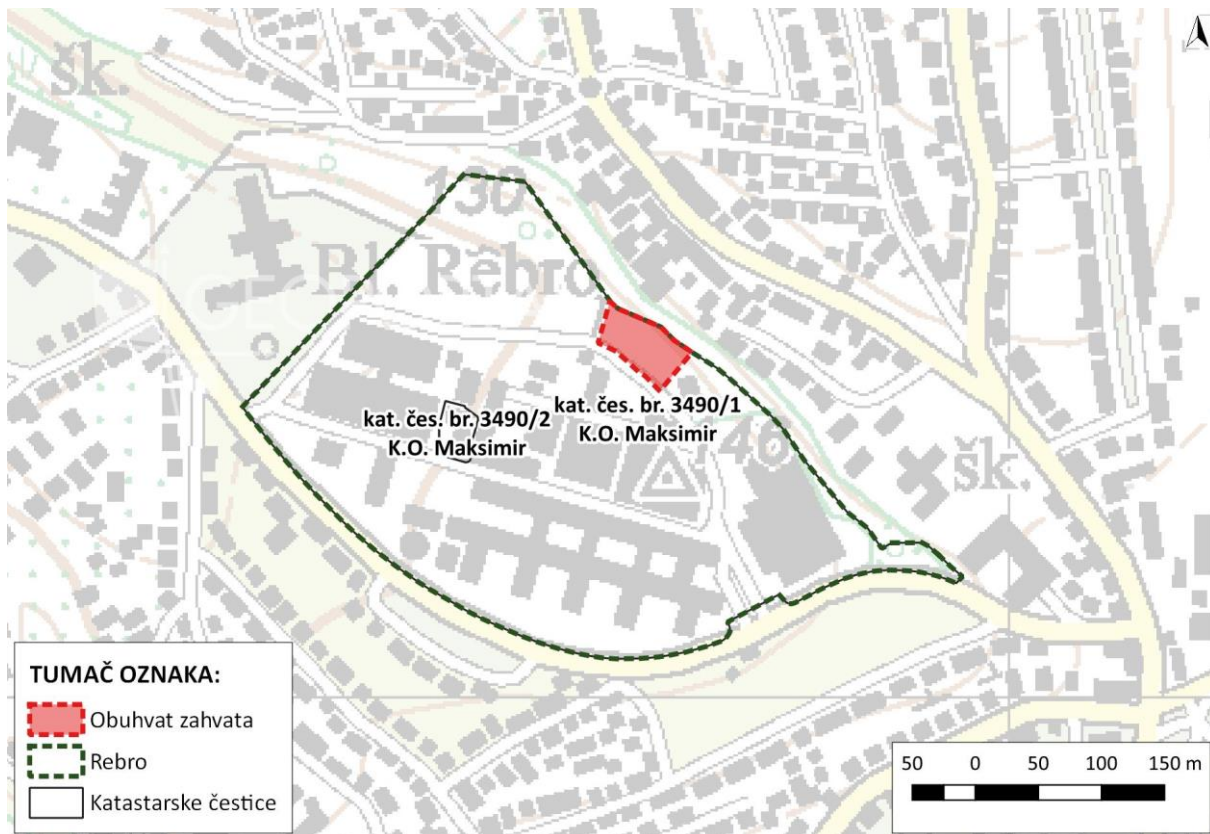 šk.
130
Bl. Rebro
GEO
kat. čes. br. 3490/2
K.O. Maksimir
kat. čes. br. 3490/1
K.O. Maksimir
140
šk.
TUMAČ OZNAKA:
Obuhvat zahvata
Rebro
Katastarske čestice
50 0 50 100 150 m